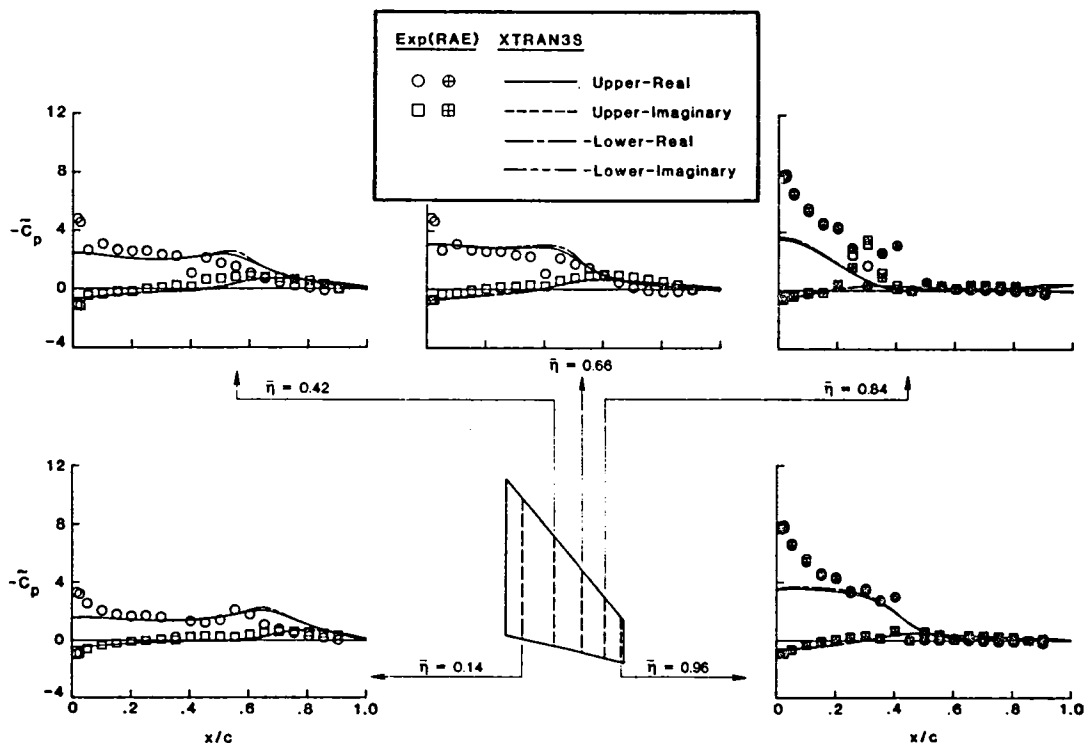 Exp(RAE) XTRAN3S
Upper-Real
Upper-Imaginary
-Lower-Real
-Lower-Imaginary
12
8
4
0
-4
-C̃p
η̄ = 0.42
η̄ = 0.66
η̄ = 0.84
12
8
4
0
-4
-C̃p
0 .2 .4 .6 .8 1.0
x/c
η̄ = 0.14
η̄ = 0.96
0 .2 .4 .6 .8 1.0
x/c